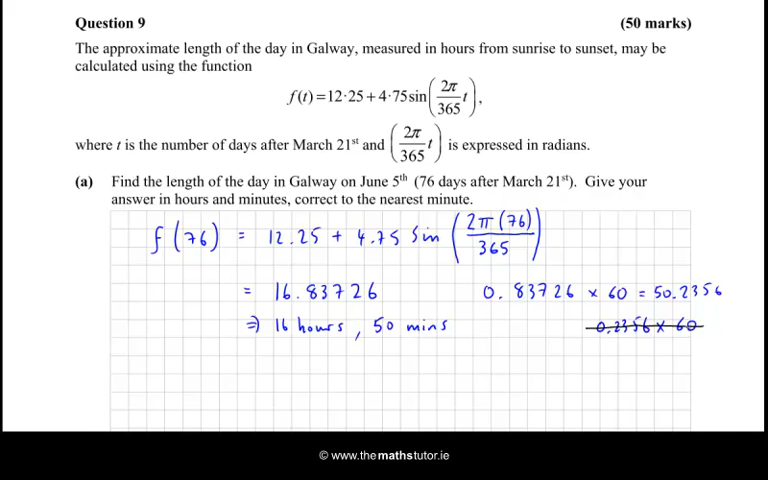 Question 9 (50 marks)
The approximate length of the day in Galway, measured in hours from sunrise to sunset, may be
calculated using the function
f(t)=12·25+4·75sin(2π/365 t),
where t is the number of days after March 21st and (2π/365 t) is expressed in radians.
(a) Find the length of the day in Galway on June 5th (76 days after March 21st). Give your
answer in hours and minutes, correct to the nearest minute.
f(76) = 12.25 + 4.75 Sin (2π(76)/365)
= 16.83726 0.83726 × 60 = 50.2356
⇒ 16 hours, 50 mins 0.2356 × 60
© www.themathstutor.ie